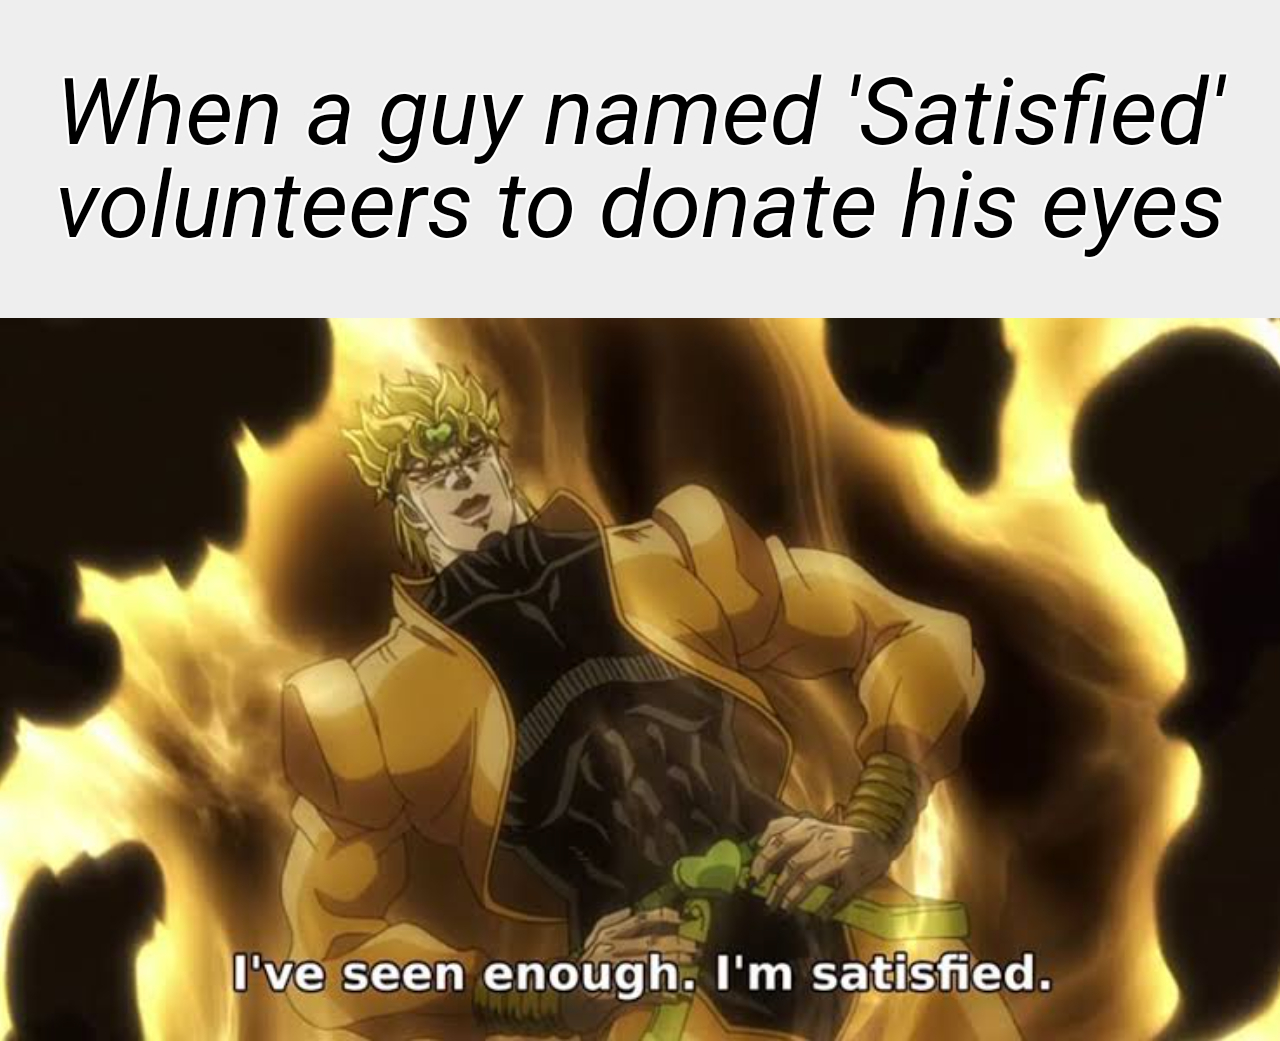 When a guy named 'Satisfied'
volunteers to donate his eyes
I've seen enough. I'm satisfied.